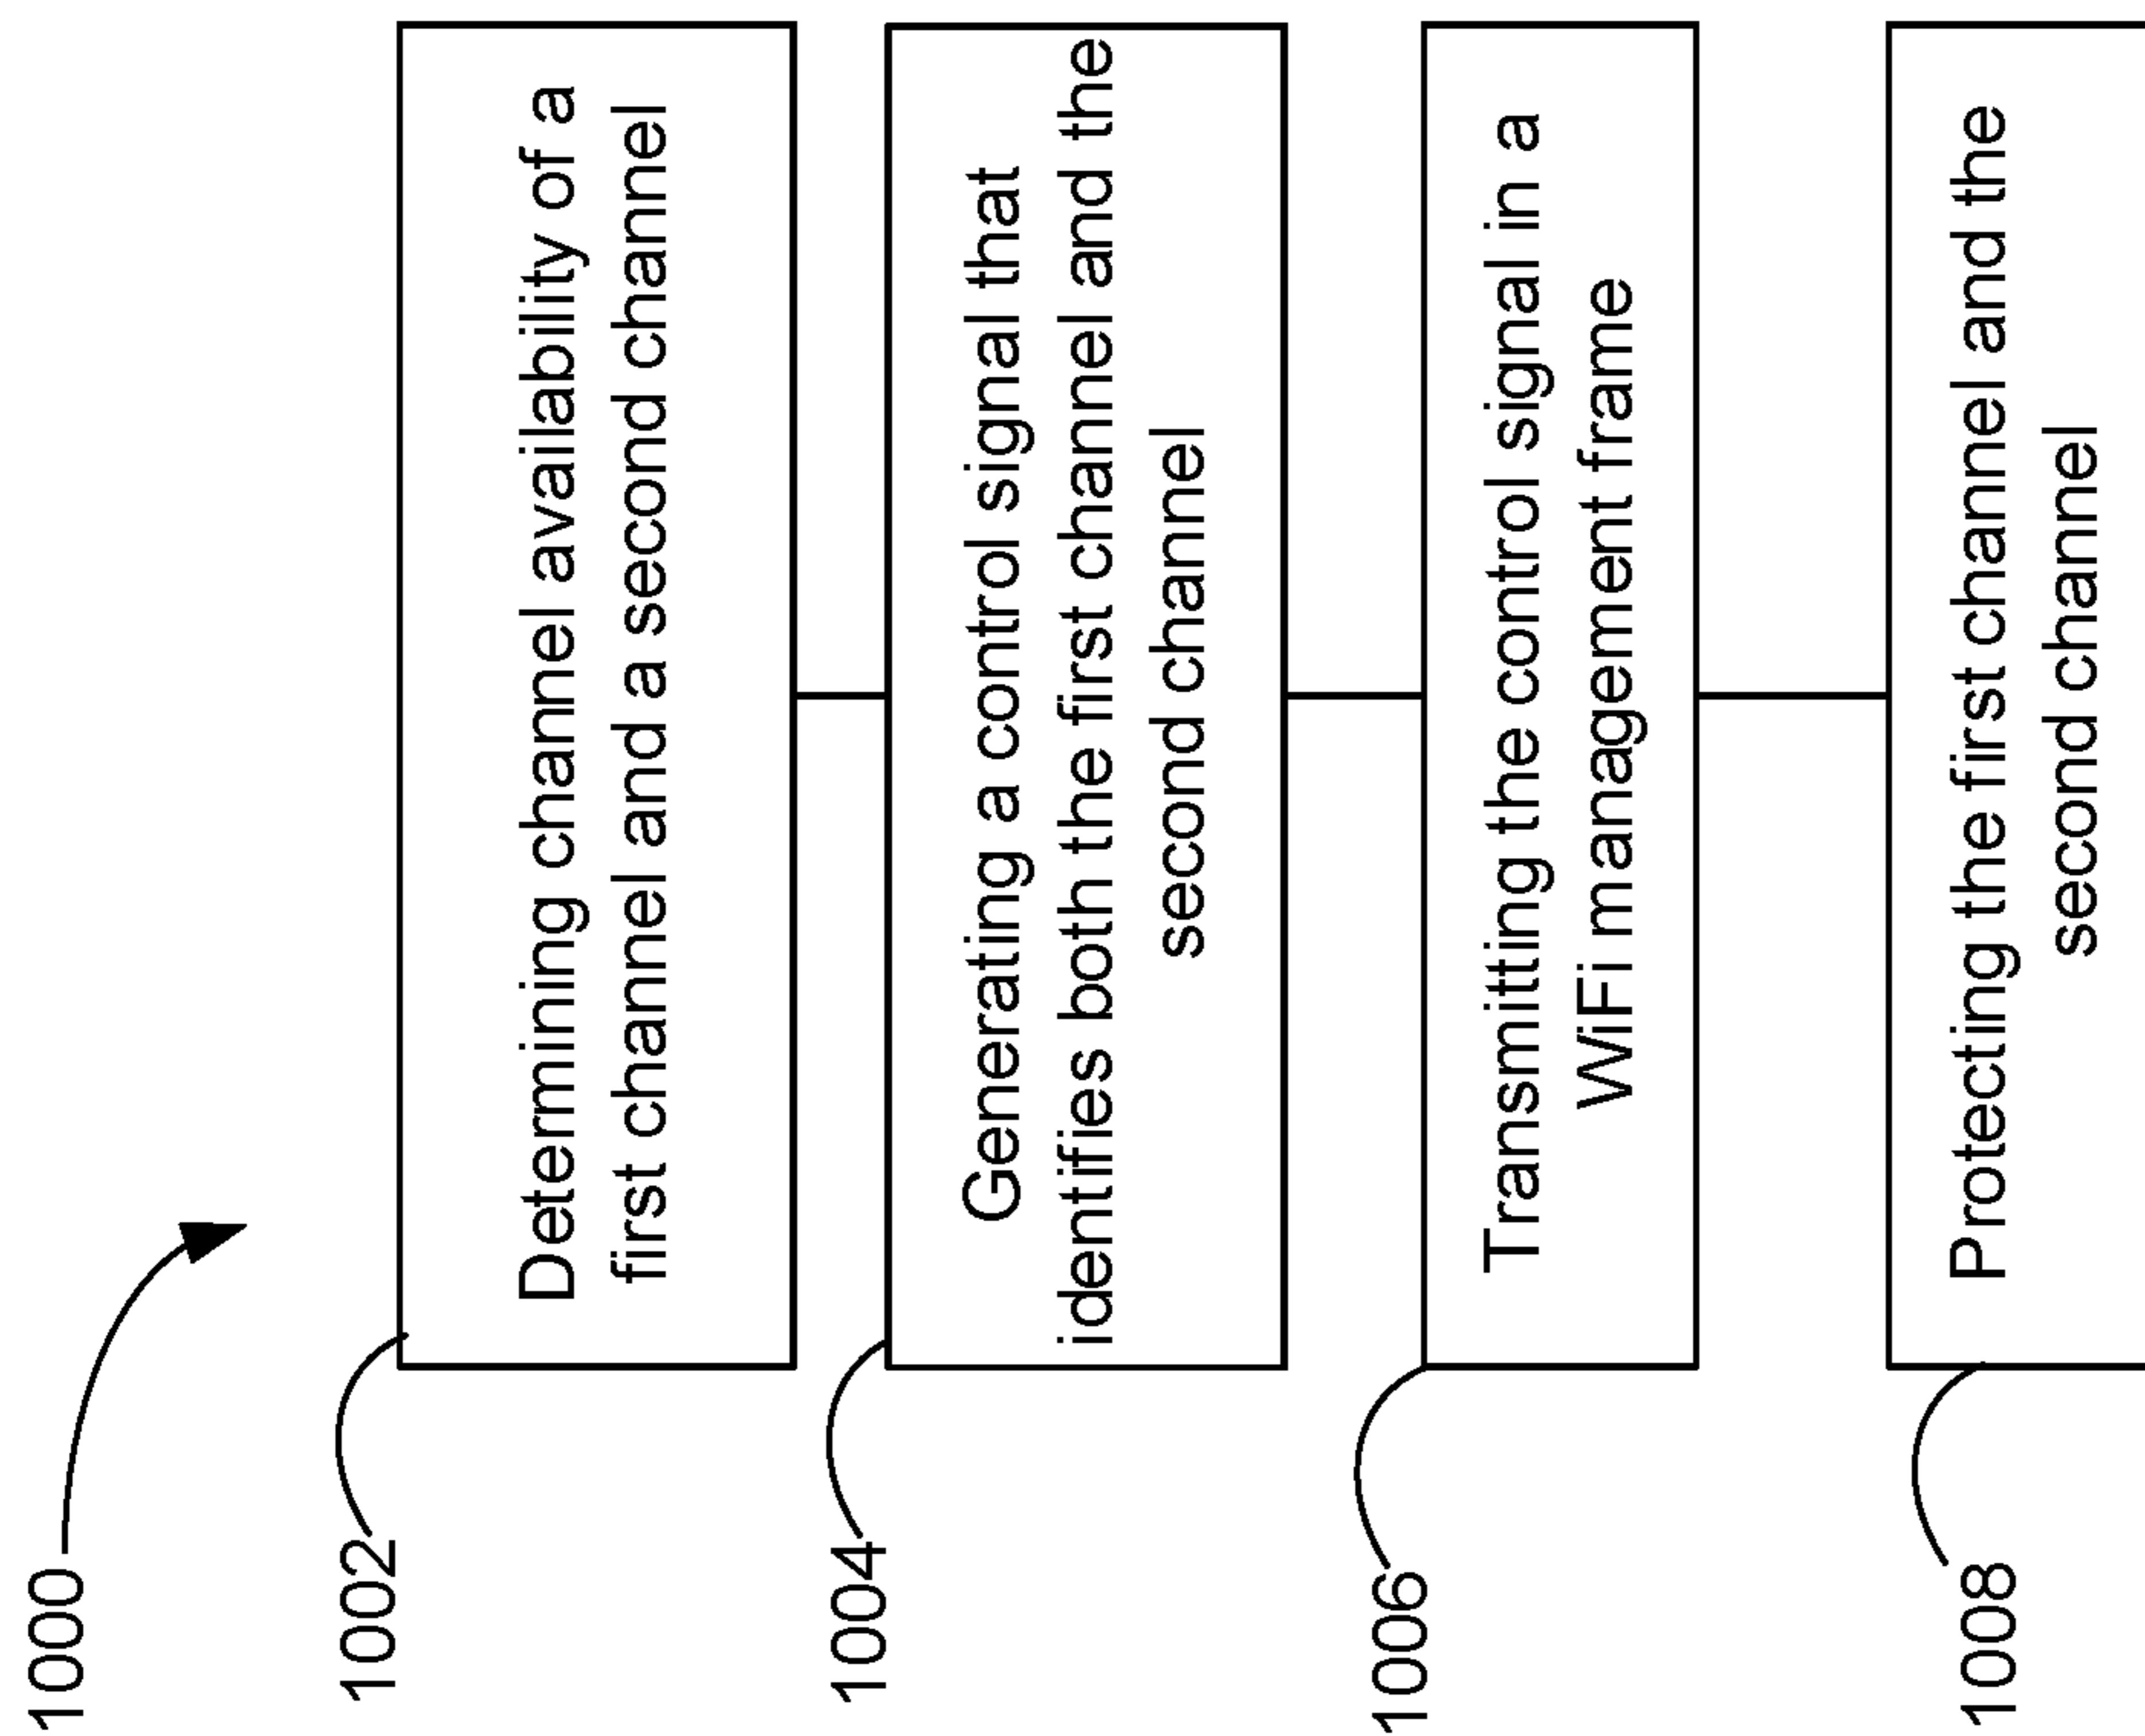 1000
1002
Determining channel availability of a
first channel and a second channel
1004
Generating a control signal that
identifies both the first channel and the
second channel
1006
Transmitting the control signal in a
WiFi management frame
1008
Protecting the first channel and the
second channel